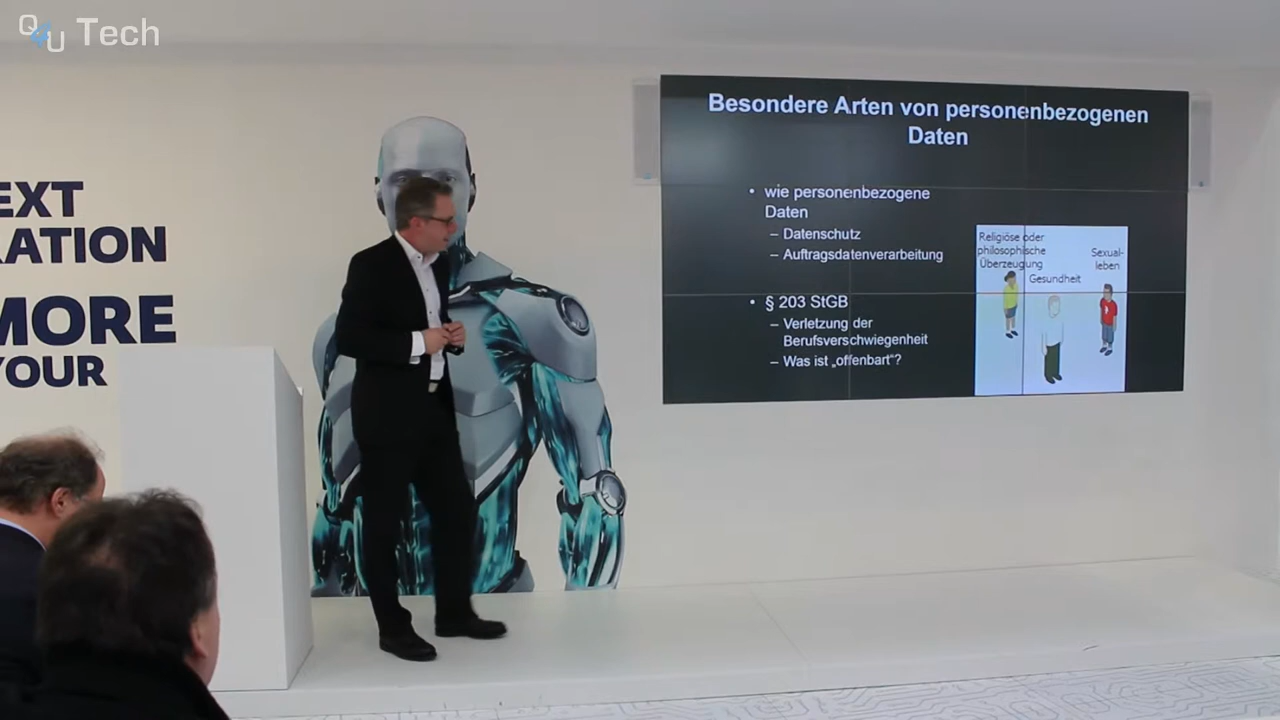 QU Tech
EXT
RATION
MORE
YOUR
Besondere Arten von personenbezogenen
Daten
• wie personenbezogene
Daten
– Datenschutz
– Auftragsdatenverarbeitung
• § 203 StGB
– Verletzung der
Berufsverschwiegenheit
– Was ist „offenbart“?
Religiöse oder
philosophische
Überzeugung
Gesundheit
Sexual-
leben